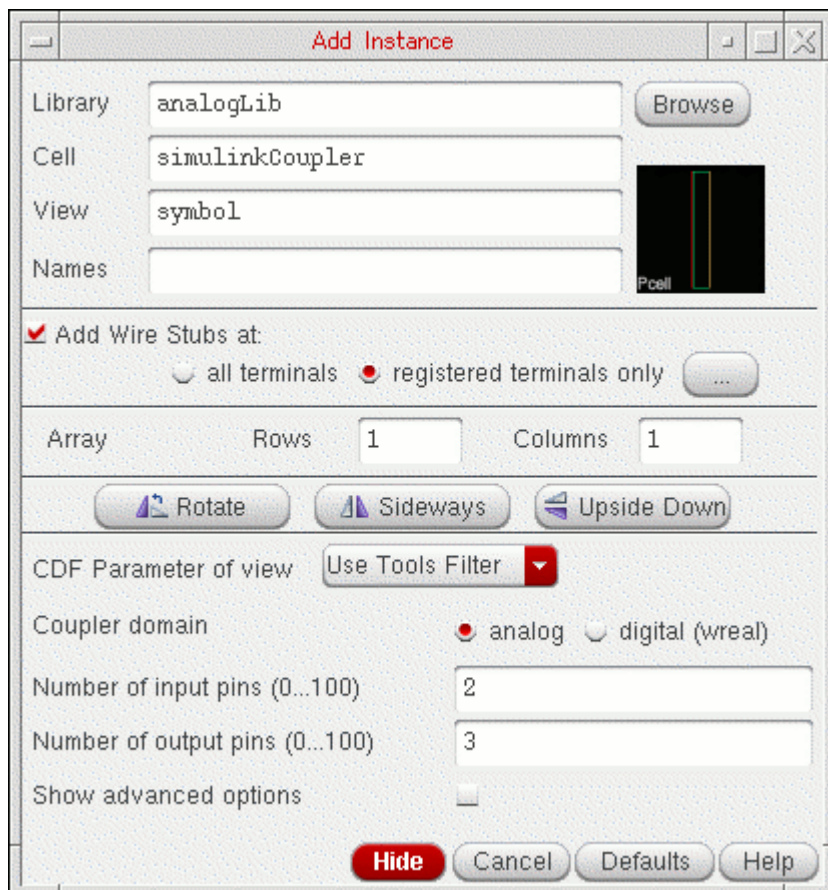 Add Instance
Library analogLib Browse
Cell simulinkCoupler
View symbol
Names
Pcell
Add Wire Stubs at:
all terminals registered terminals only ...
Array Rows 1 Columns 1
Rotate Sideways Upside Down
CDF Parameter of view Use Tools Filter
Coupler domain analog digital (wreal)
Number of input pins (0...100) 2
Number of output pins (0...100) 3
Show advanced options
Hide Cancel Defaults Help